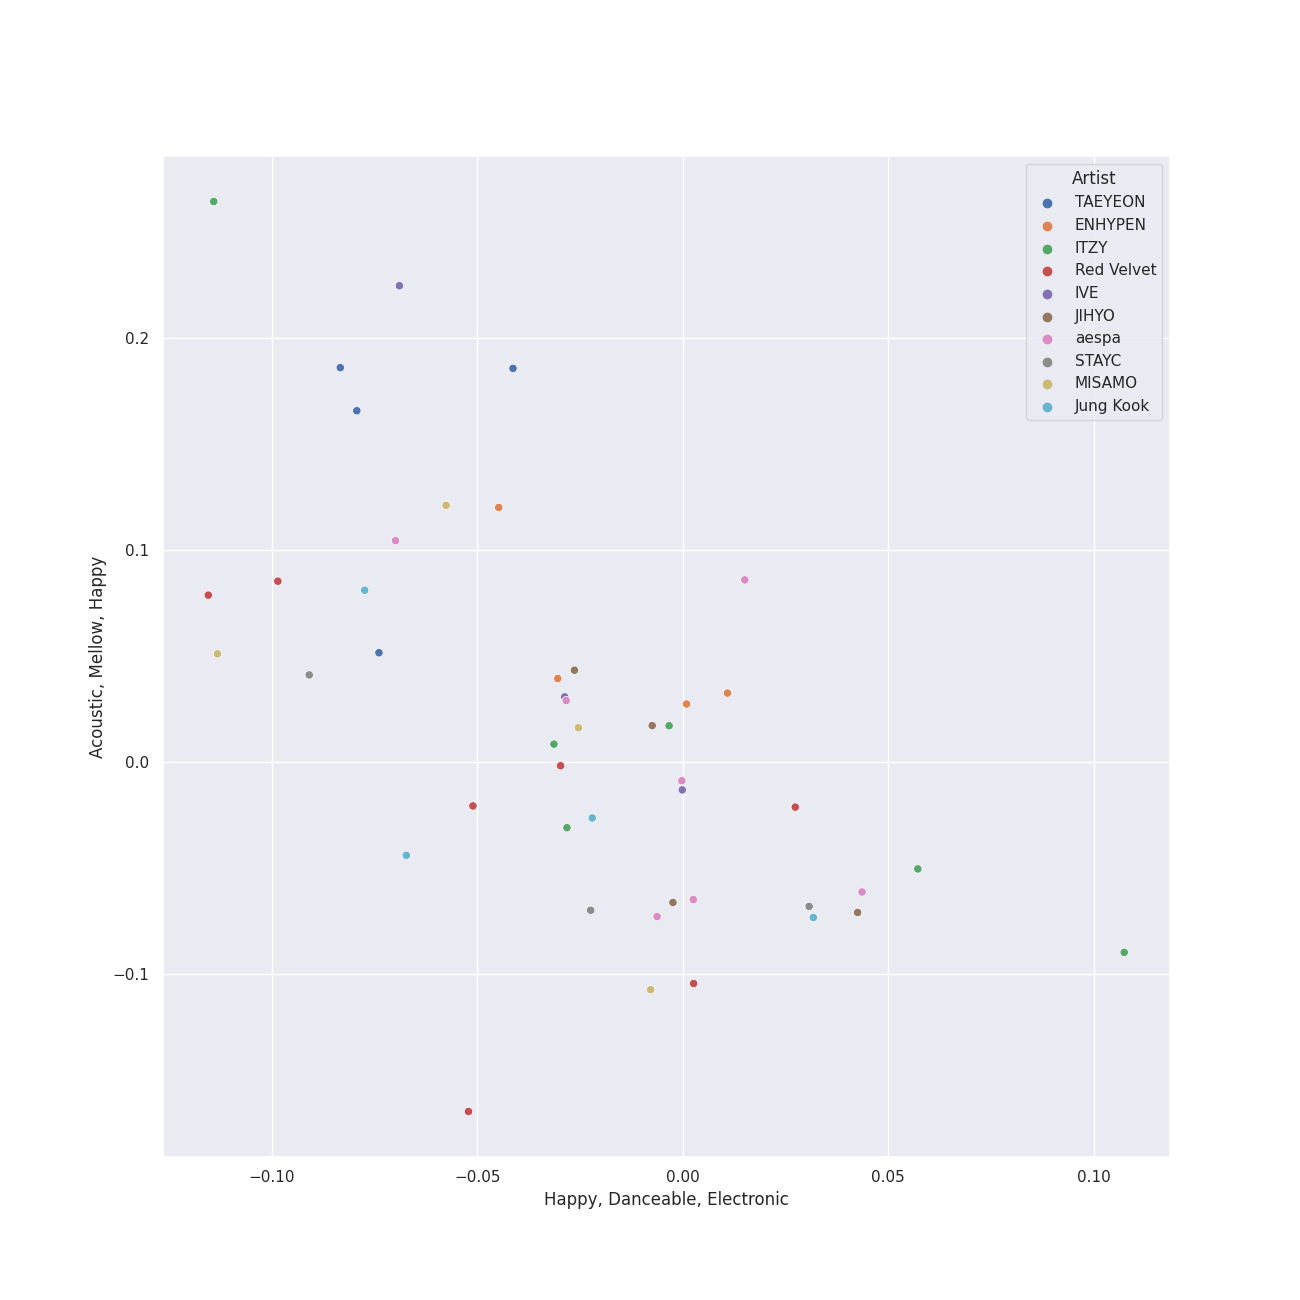 Artist
TAEYEON
ENHYPEN
ITZY
Red Velvet
IVE
JIHYO
aespa
STAYC
MISAMO
Jung Kook
0.2
0.1
0.0
−0.1
Acoustic, Mellow, Happy
−0.10
−0.05
0.00
0.05
0.10
Happy, Danceable, Electronic